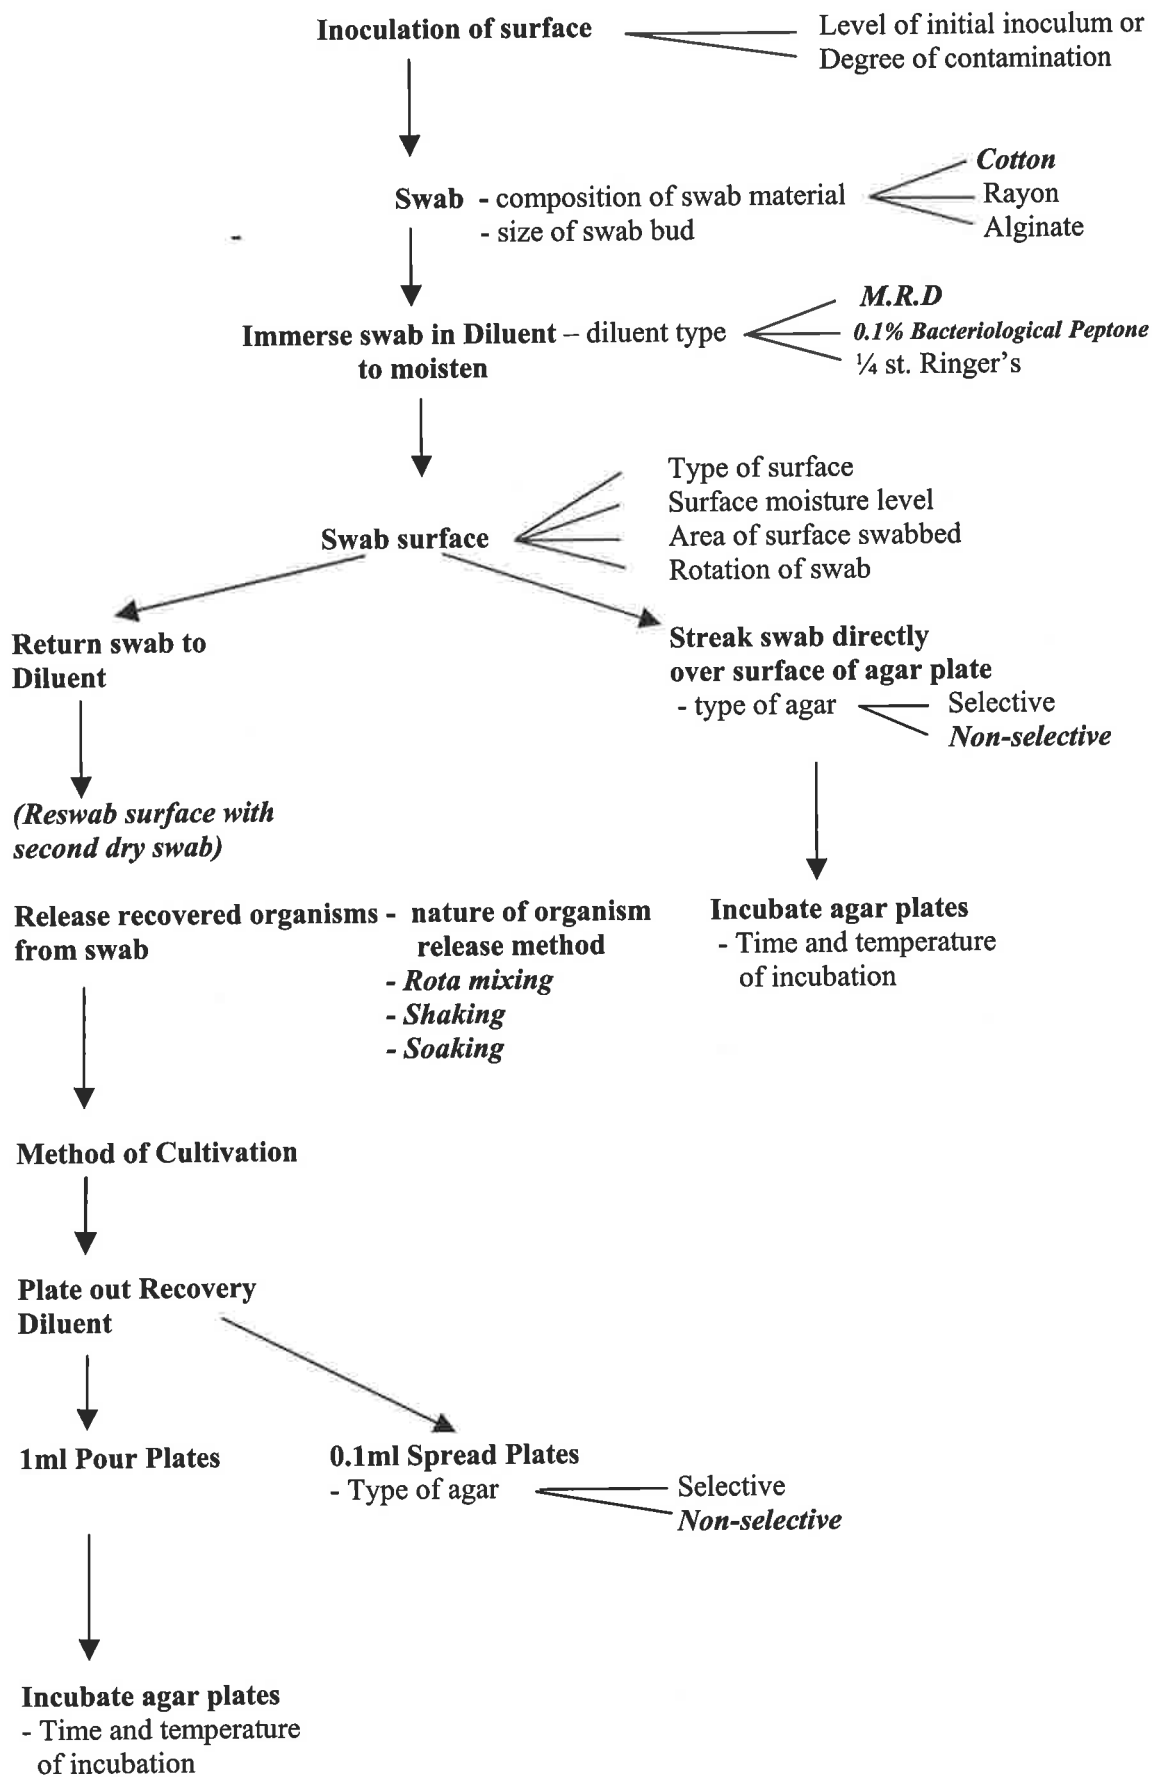 Inoculation of surface
Level of initial inoculum or
Degree of contamination
Swab - composition of swab material
- size of swab bud
Cotton
Rayon
Alginate
Immerse swab in Diluent – diluent type
to moisten
M.R.D
0.1% Bacteriological Peptone
¼ st. Ringer's
Swab surface
Type of surface
Surface moisture level
Area of surface swabbed
Rotation of swab
Return swab to
Diluent
Streak swab directly
over surface of agar plate
- type of agar
Selective
Non-selective
(Reswab surface with
second dry swab)
Release recovered organisms - nature of organism
from swab release method
- Rota mixing
- Shaking
- Soaking
Incubate agar plates
- Time and temperature
of incubation
Method of Cultivation
Plate out Recovery
Diluent
1ml Pour Plates
0.1ml Spread Plates
- Type of agar
Selective
Non-selective
Incubate agar plates
- Time and temperature
of incubation